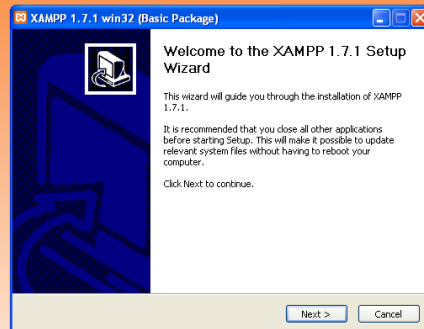 XAMPP 1.7.1 win32 (Basic Package)
Welcome to the XAMPP 1.7.1 Setup
Wizard
This wizard will guide you through the installation of XAMPP
1.7.1.
It is recommended that you close all other applications
before starting Setup. This will make it possible to update
relevant system files without having to reboot your
computer.
Click Next to continue.
Next >
Cancel